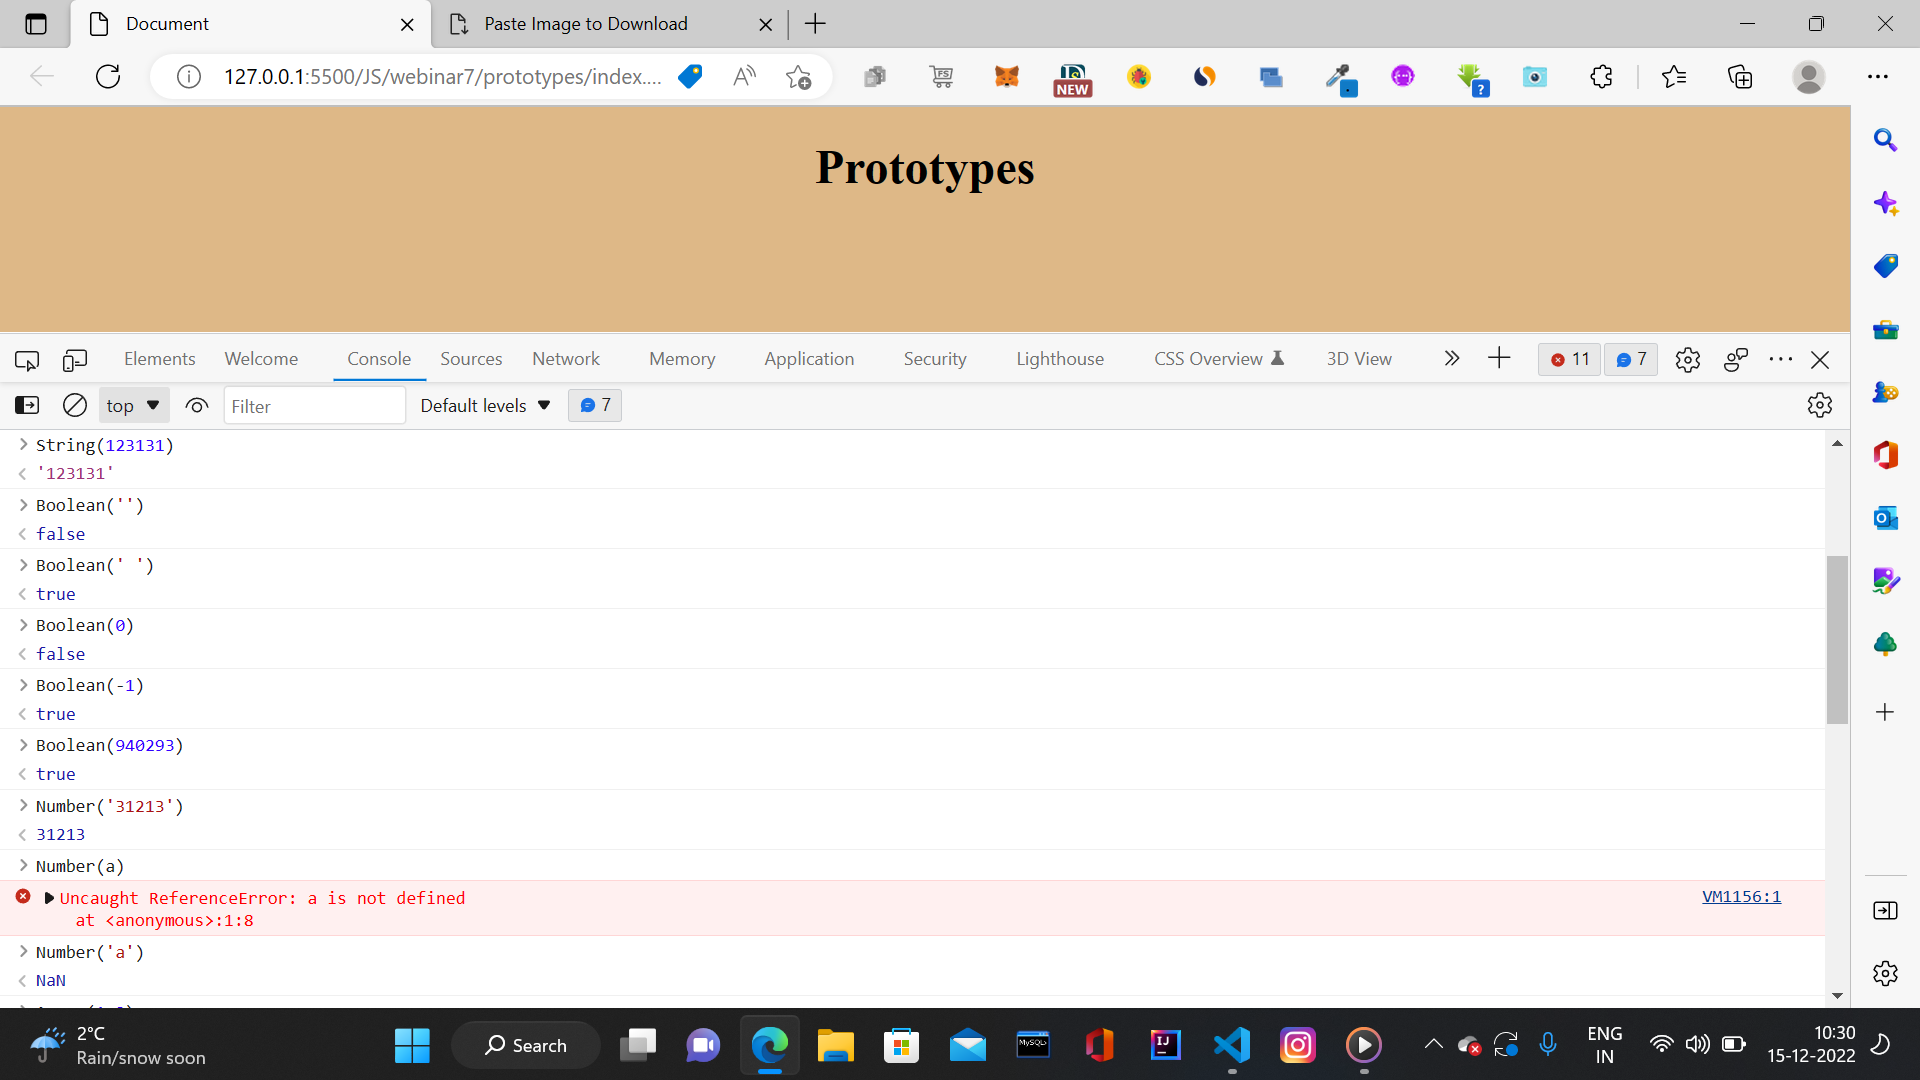 Document
Paste Image to Download
127.0.0.1:5500/JS/webinar7/prototypes/index....
FS
NEW
?
Prototypes
Elements Welcome Console Sources Network Memory Application Security Lighthouse CSS Overview 3D View 11 7
top Filter Default levels 7
String(123131)
'123131'
Boolean('')
false
Boolean(' ')
true
Boolean(0)
false
Boolean(-1)
true
Boolean(940293)
true
Number('31213')
31213
Number(a)
Uncaught ReferenceError: a is not defined VM1156:1
at <anonymous>:1:8
Number('a')
NaN
2°C
Rain/snow soon
Search
MySQL
IJ
ENG
IN
10:30
15-12-2022